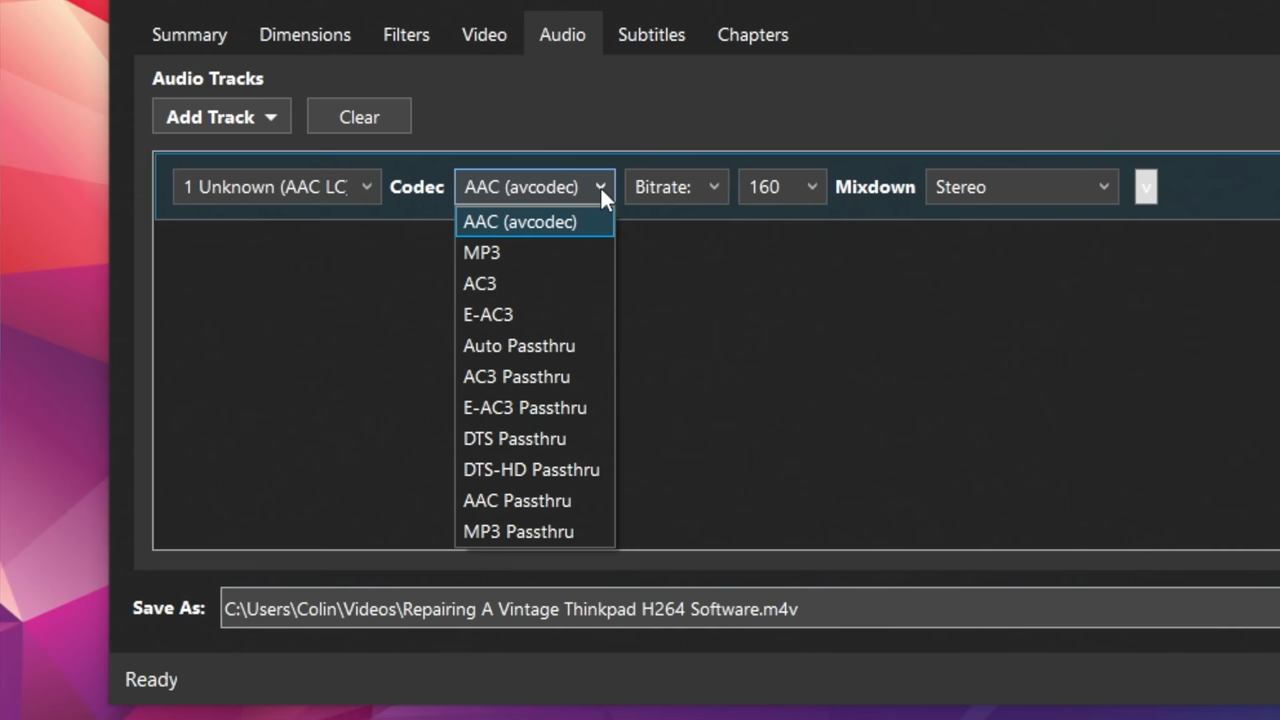 Summary Dimensions Filters Video Audio Subtitles Chapters
Audio Tracks
Add Track Clear
1 Unknown (AAC LC, Codec AAC (avcodec) Bitrate: 160 Mixdown Stereo v
AAC (avcodec)
MP3
AC3
E-AC3
Auto Passthru
AC3 Passthru
E-AC3 Passthru
DTS Passthru
DTS-HD Passthru
AAC Passthru
MP3 Passthru
Save As: C:\Users\Colin\Videos\Repairing A Vintage Thinkpad H264 Software.m4v
Ready